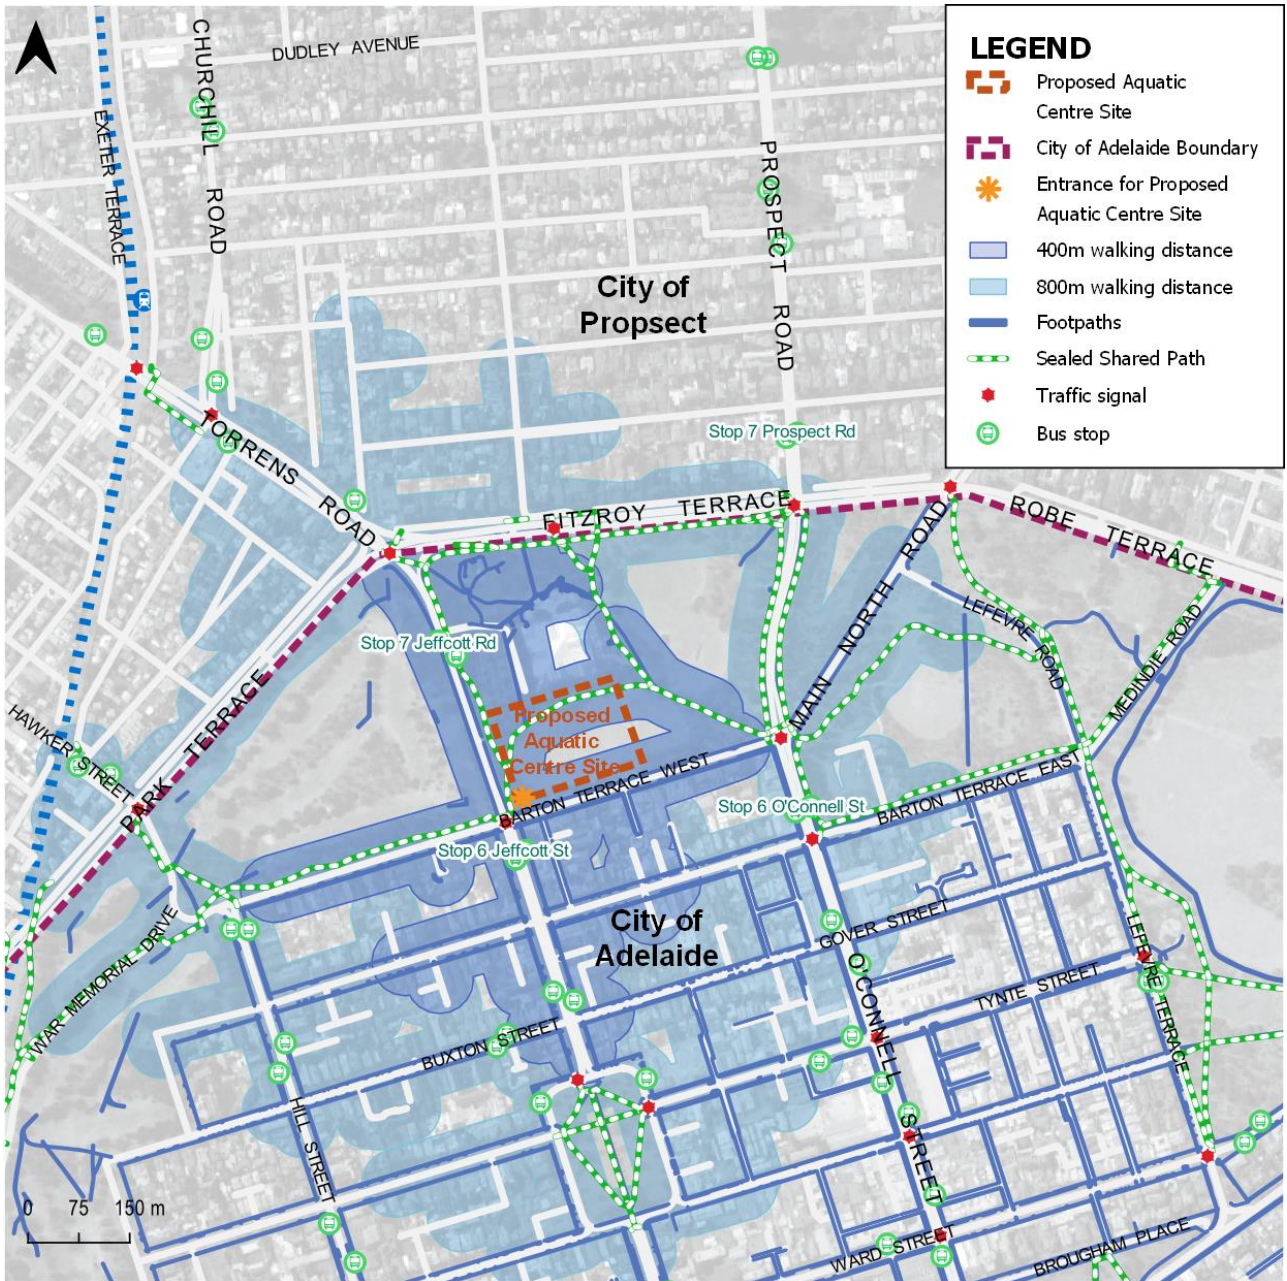 LEGEND
Proposed Aquatic
Centre Site
City of Adelaide Boundary
Entrance for Proposed
Aquatic Centre Site
400m walking distance
800m walking distance
Footpaths
Sealed Shared Path
Traffic signal
Bus stop
DUDLEY AVENUE
CHURCHILL ROAD
EXETER TERRACE
PROSPECT ROAD
City of
Propsect
Stop 7 Prospect Rd
TORRENS ROAD
FITZROY TERRACE
ROBE TERRACE
MAIN NORTH ROAD
LEFEVRE ROAD
MEDINDIE ROAD
Stop 7 Jeffcott Rd
HAWKER STREET
PARK TERRACE
Proposed
Aquatic
Centre Site
BARTON TERRACE WEST
Stop 6 O'Connell St
BARTON TERRACE EAST
Stop 6 Jeffcott St
City of
Adelaide
WAR MEMORIAL DRIVE
GOVER STREET
O'CONNELL STREET
TYNTE STREET
LEFEVRE TERRACE
BUXTON STREET
HILL STREET
WARD STREET
BROUGHAM PLACE
0 75 150 m